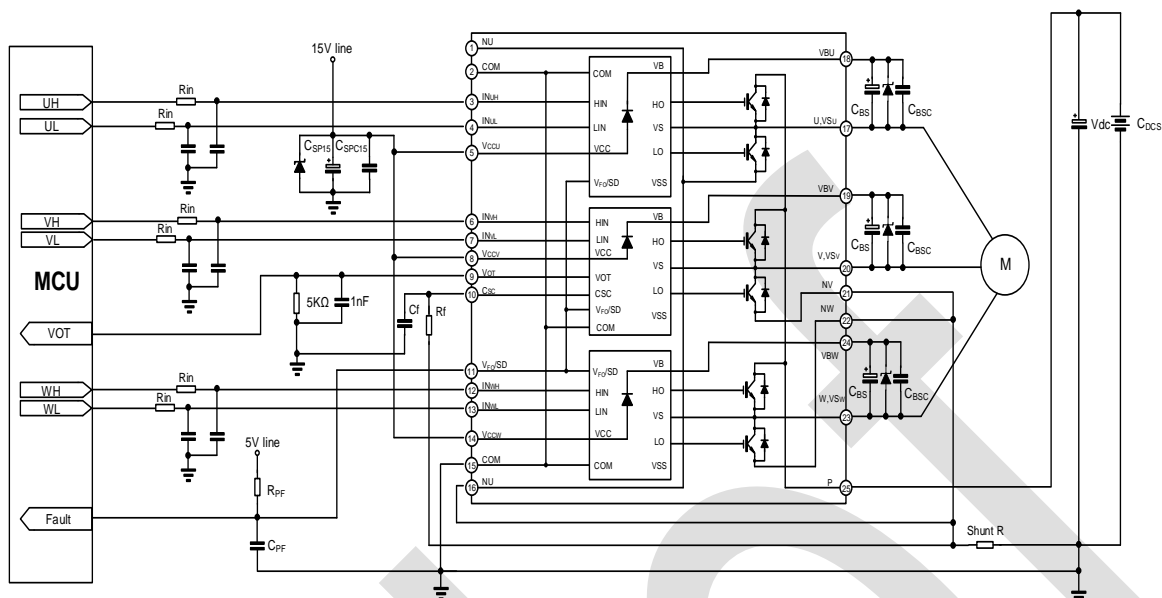 MCU
UH
UL
VH
VL
VOT
WH
WL
Fault
Rin
Rin
Rin
Rin
Rin
Rin
15V line
CSP15
CSPC15
+
5KΩ
1nF
Cf
Rf
5V line
RPF
CPF
1 NU
2 COM
3 INUH
4 INUL
5 VCCU
6 INVH
7 INVL
8 VCCV
9 VOT
10 CSC
11 VFO/SD
12 INWH
13 INWL
14 VCCW
15 COM
16 NU
COM
HIN
LIN
VCC
VFO/SD
VB
HO
VS
LO
VSS
HIN
LIN
VCC
VOT
CSC
VFO/SD
COM
VB
HO
VS
LO
VSS
VFO/SD
HIN
LIN
VCC
COM
VB
HO
VS
LO
VSS
VBU 18
U,VSU 17
VBV 19
V,VSV 20
NV 21
NW 22
24
VBW
W,VSW 23
P 25
+
CBS
CBSC
+
CBS
CBSC
+
CBS
CBSC
M
Shunt R
+
Vdc
CDCS